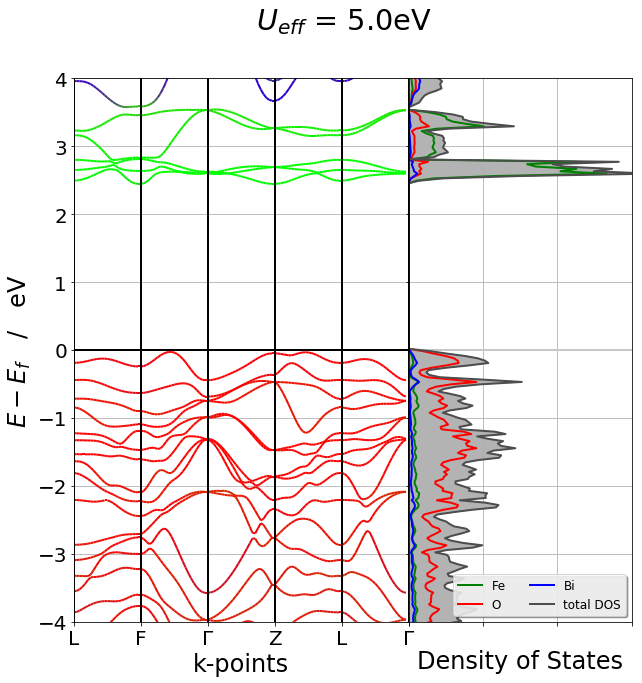 U_eff = 5.0eV
E − E_f / eV
4
3
2
1
0
−1
−2
−3
−4
L F Γ Z L Γ
k-points
Density of States
Fe Bi
O total DOS